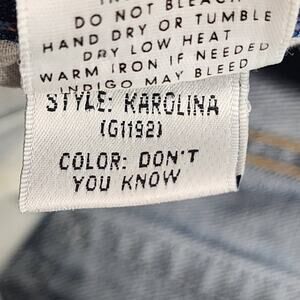 DO NOT BLEACH
HAND DRY OR TUMBLE
DRY LOW HEAT
WARM IRON IF NEEDED
INDIGO MAY BLEED
STYLE: KAROLINA
(G1192)
COLOR: DON'T
YOU KNOW